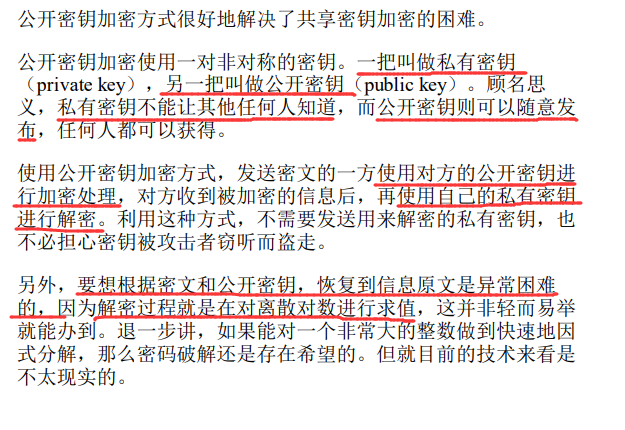 公开密钥加密方式很好地解决了共享密钥加密的困难。
公开密钥加密使用一对非对称的密钥。一把叫做私有密钥
（private key），另一把叫做公开密钥（public key）。顾名思
义，私有密钥不能让其他任何人知道，而公开密钥则可以随意发
布，任何人都可以获得。
使用公开密钥加密方式，发送密文的一方使用对方的公开密钥进
行加密处理，对方收到被加密的信息后，再使用自己的私有密钥
进行解密。利用这种方式，不需要发送用来解密的私有密钥，也
不必担心密钥被攻击者窃听而盗走。
另外，要想根据密文和公开密钥，恢复到信息原文是异常困难
的，因为解密过程就是在对离散对数进行求值，这并非轻而易举
就能办到。退一步讲，如果能对一个非常大的整数做到快速地因
式分解，那么密码破解还是存在希望的。但就目前的技术来看是
不太现实的。